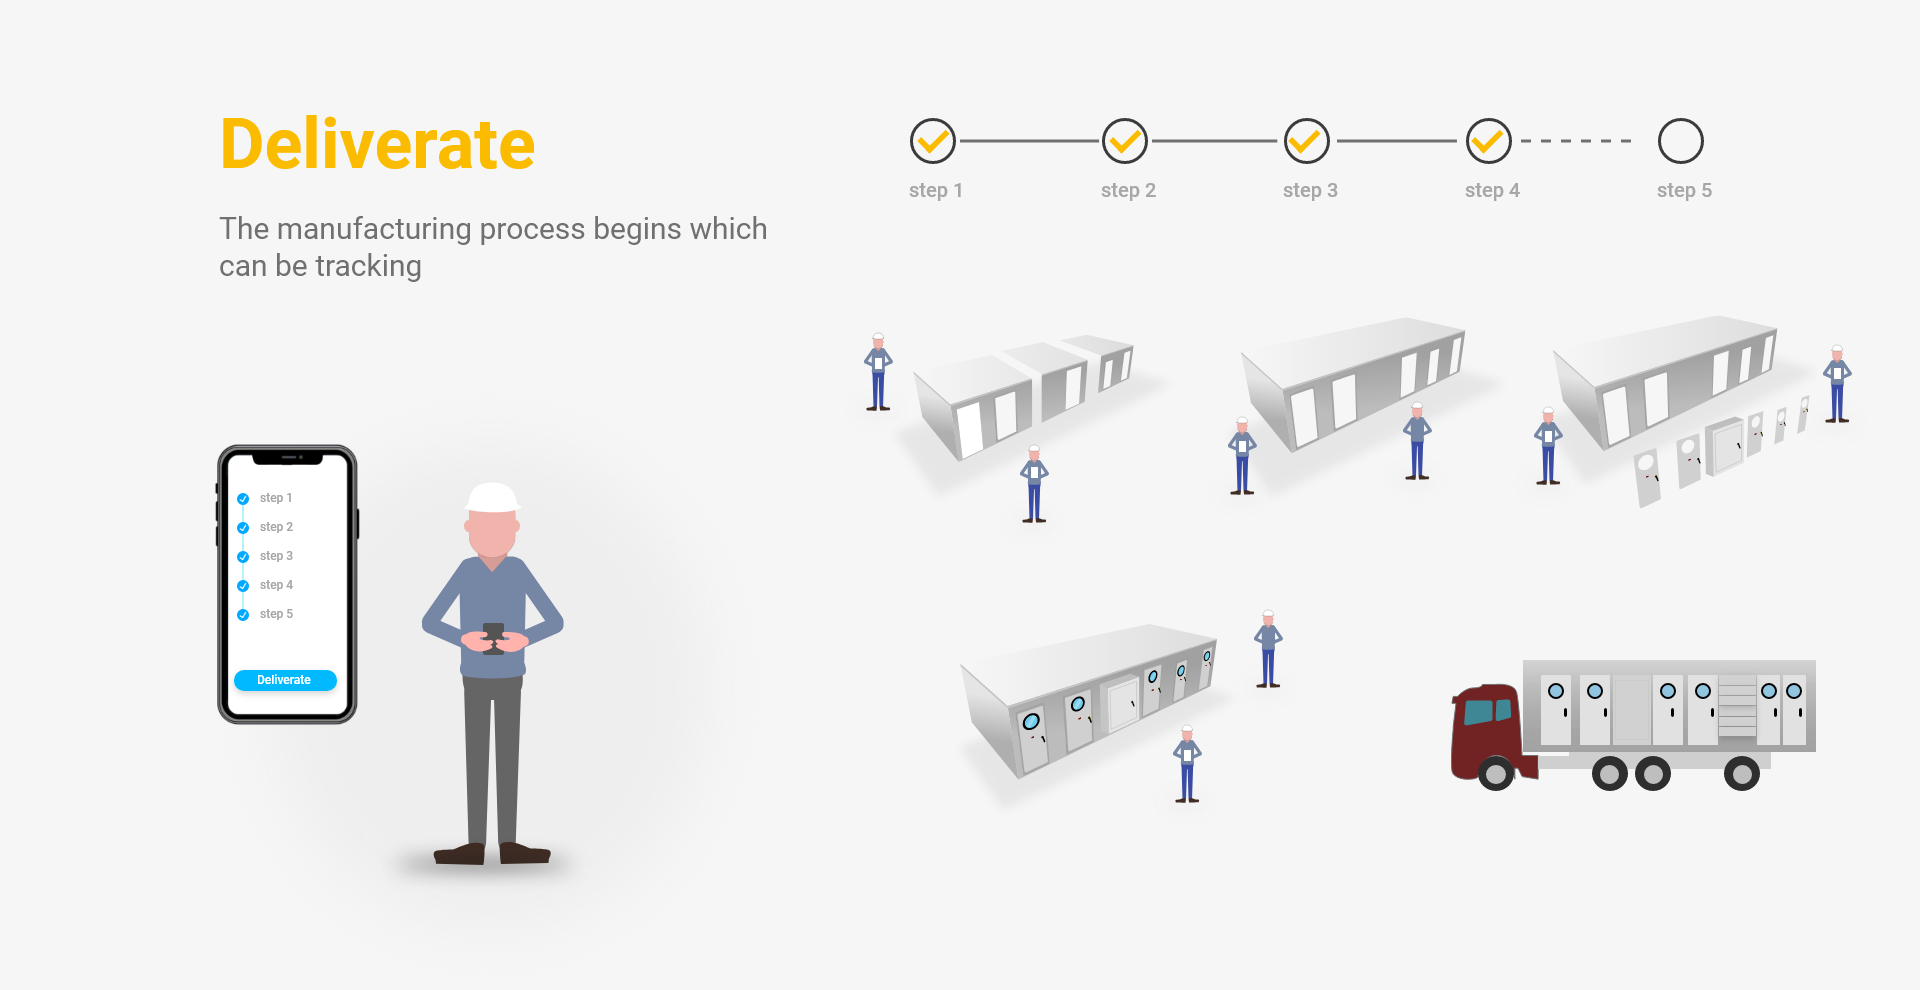 Deliverate
The manufacturing process begins which
can be tracking
step 1
step 2
step 3
step 4
step 5
step 1
step 2
step 3
step 4
step 5
Deliverate